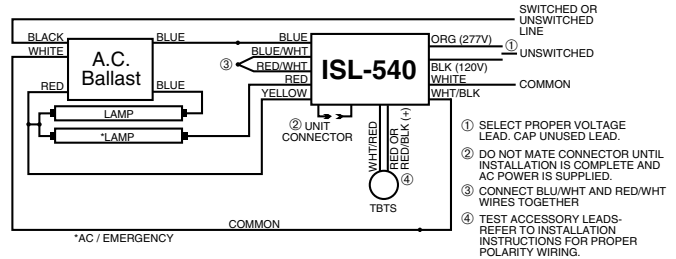 SWITCHED OR
UNSWITCHED
LINE
BLACK
BLUE
BLUE
ORG (277V)
①
WHITE
BLUE/WHT
UNSWITCHED
A.C.
Ballast
③
ISL-540
RED/WHT
BLK (120V)
RED
BLUE
RED
WHITE
COMMON
YELLOW
WHT/BLK
LAMP
*LAMP
② UNIT
CONNECTOR
WHT/RED
RED OR
RED/BLK (+)
④
TBTS
COMMON
*AC / EMERGENCY
① SELECT PROPER VOLTAGE
LEAD. CAP UNUSED LEAD.
② DO NOT MATE CONNECTOR UNTIL
INSTALLATION IS COMPLETE AND
AC POWER IS SUPPLIED.
③ CONNECT BLU/WHT AND RED/WHT
WIRES TOGETHER
④ TEST ACCESSORY LEADS-
REFER TO INSTALLATION
INSTRUCTIONS FOR PROPER
POLARITY WIRING.